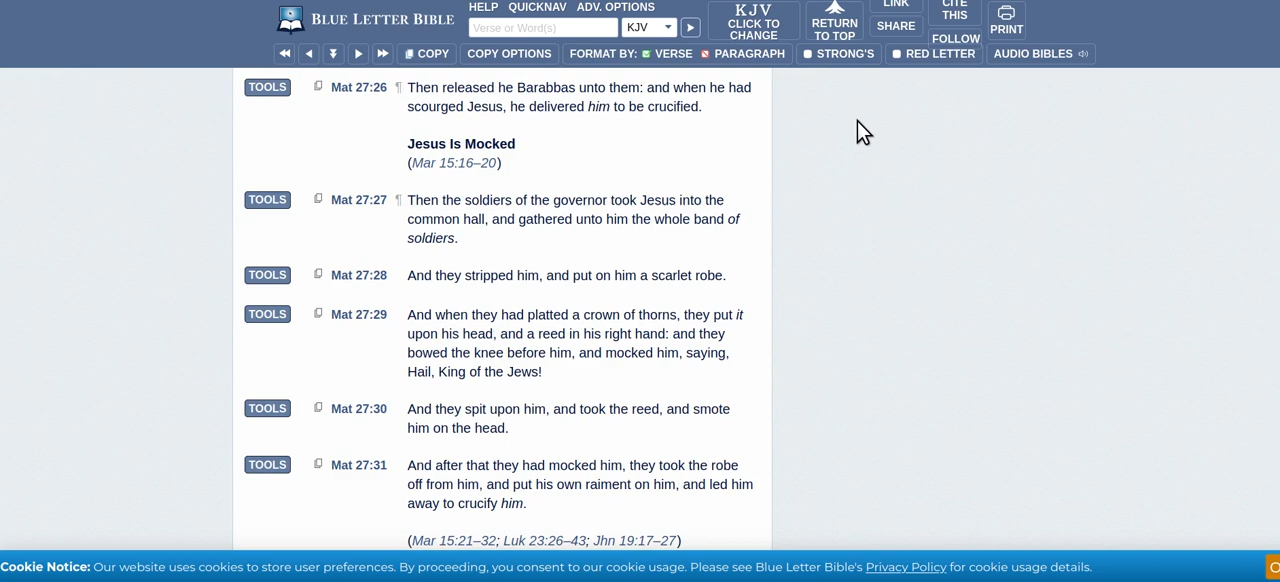 HELP QUICKNAV ADV. OPTIONS
BLUE LETTER BIBLE
Verse or Word(s)
KJV
KJV
CLICK TO
CHANGE
RETURN
TO TOP
LINK
SHARE
CITE
THIS
FOLLOW
PRINT
COPY COPY OPTIONS FORMAT BY: VERSE PARAGRAPH STRONG'S RED LETTER AUDIO BIBLES
TOOLS Mat 27:26 ¶ Then released he Barabbas unto them: and when he had
scourged Jesus, he delivered him to be crucified.
Jesus Is Mocked
(Mar 15:16–20)
TOOLS Mat 27:27 ¶ Then the soldiers of the governor took Jesus into the
common hall, and gathered unto him the whole band of
soldiers.
TOOLS Mat 27:28 And they stripped him, and put on him a scarlet robe.
TOOLS Mat 27:29 And when they had platted a crown of thorns, they put it
upon his head, and a reed in his right hand: and they
bowed the knee before him, and mocked him, saying,
Hail, King of the Jews!
TOOLS Mat 27:30 And they spit upon him, and took the reed, and smote
him on the head.
TOOLS Mat 27:31 And after that they had mocked him, they took the robe
off from him, and put his own raiment on him, and led him
away to crucify him.
(Mar 15:21–32; Luk 23:26–43; Jhn 19:17–27)
Cookie Notice: Our website uses cookies to store user preferences. By proceeding, you consent to our cookie usage. Please see Blue Letter Bible's Privacy Policy for cookie usage details.